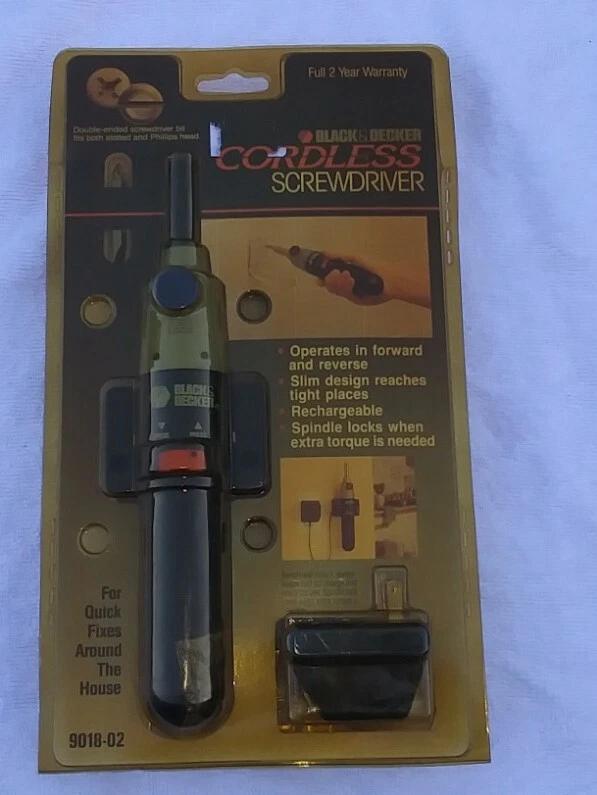 Full 2 Year Warranty
Double-ended screwdriver bit
fits both slotted and Phillips head.
BLACK & DECKER
CORDLESS
SCREWDRIVER
• Operates in forward
and reverse
• Slim design reaches
tight places
• Rechargeable
• Spindle locks when
extra torque is needed
BLACK &
DECKER
For
Quick
Fixes
Around
The
House
9018-02